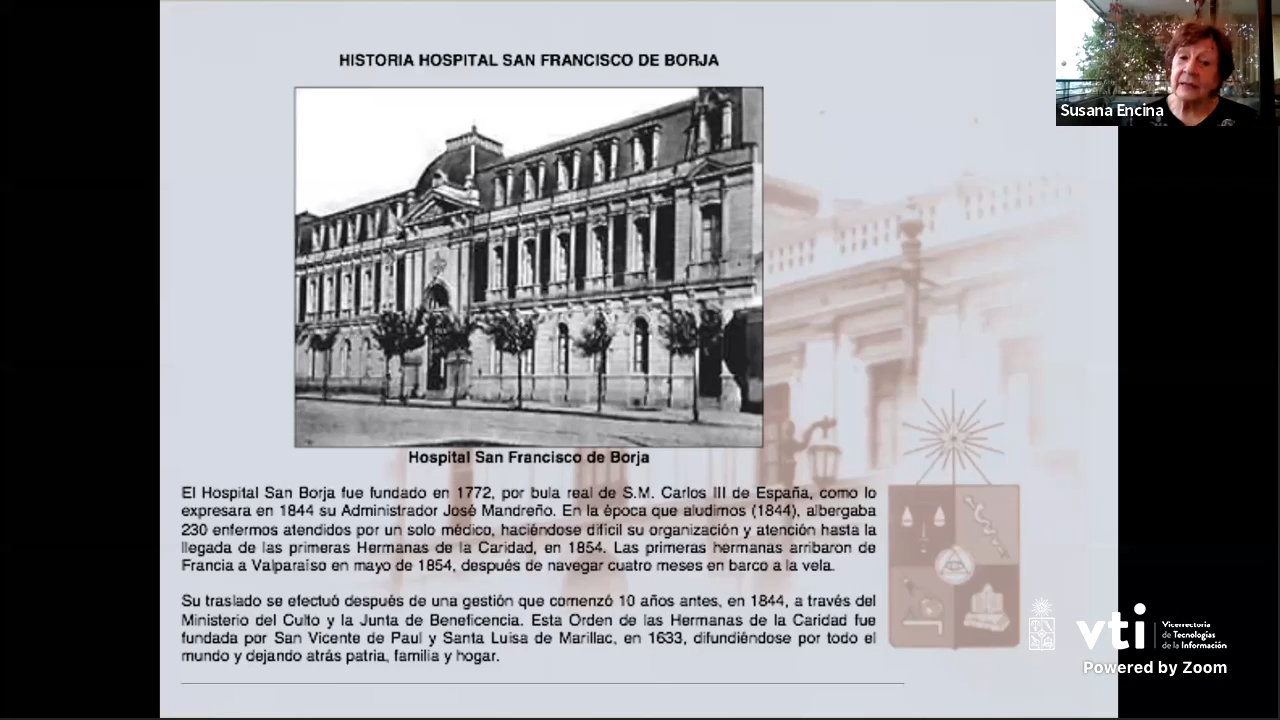 HISTORIA HOSPITAL SAN FRANCISCO DE BORJA
Susana Encina
Hospital San Francisco de Borja
El Hospital San Borja fue fundado en 1772, por bula real de S.M. Carlos III de España, como lo
expresara en 1844 su Administrador José Mandreño. En la época que aludimos (1844), albergaba
230 enfermos atendidos por un solo médico, haciéndose difícil su organización y atención hasta la
llegada de las primeras Hermanas de la Caridad, en 1854. Las primeras hermanas arribaron de
Francia a Valparaíso en mayo de 1854, después de navegar cuatro meses en barco a la vela.
Su traslado se efectuó después de una gestión que comenzó 10 años antes, en 1844, a través del
Ministerio del Culto y la Junta de Beneficencia. Esta Orden de las Hermanas de la Caridad fue
fundada por San Vicente de Paul y Santa Luisa de Marillac, en 1633, difundiéndose por todo el
mundo y dejando atrás patria, familia y hogar.
vti
Vicerrectoría
de Tecnologías
de la Información
Powered by Zoom